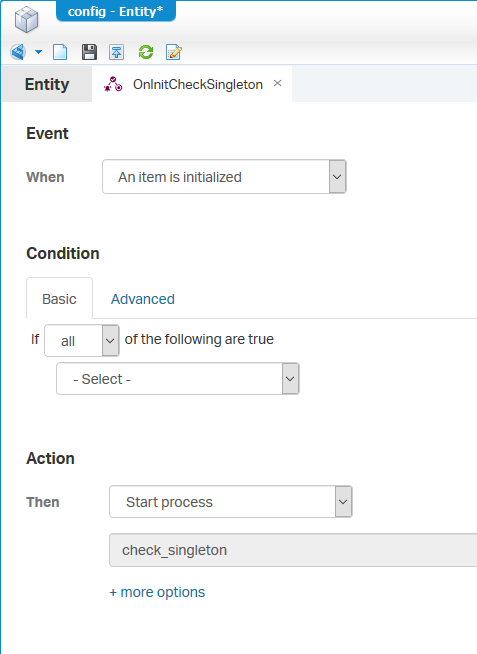 config - Entity*
Entity
OnInitCheckSingleton ×
Event
When An item is initialized
Condition
Basic Advanced
If all of the following are true
- Select -
Action
Then Start process
check_singleton
+ more options